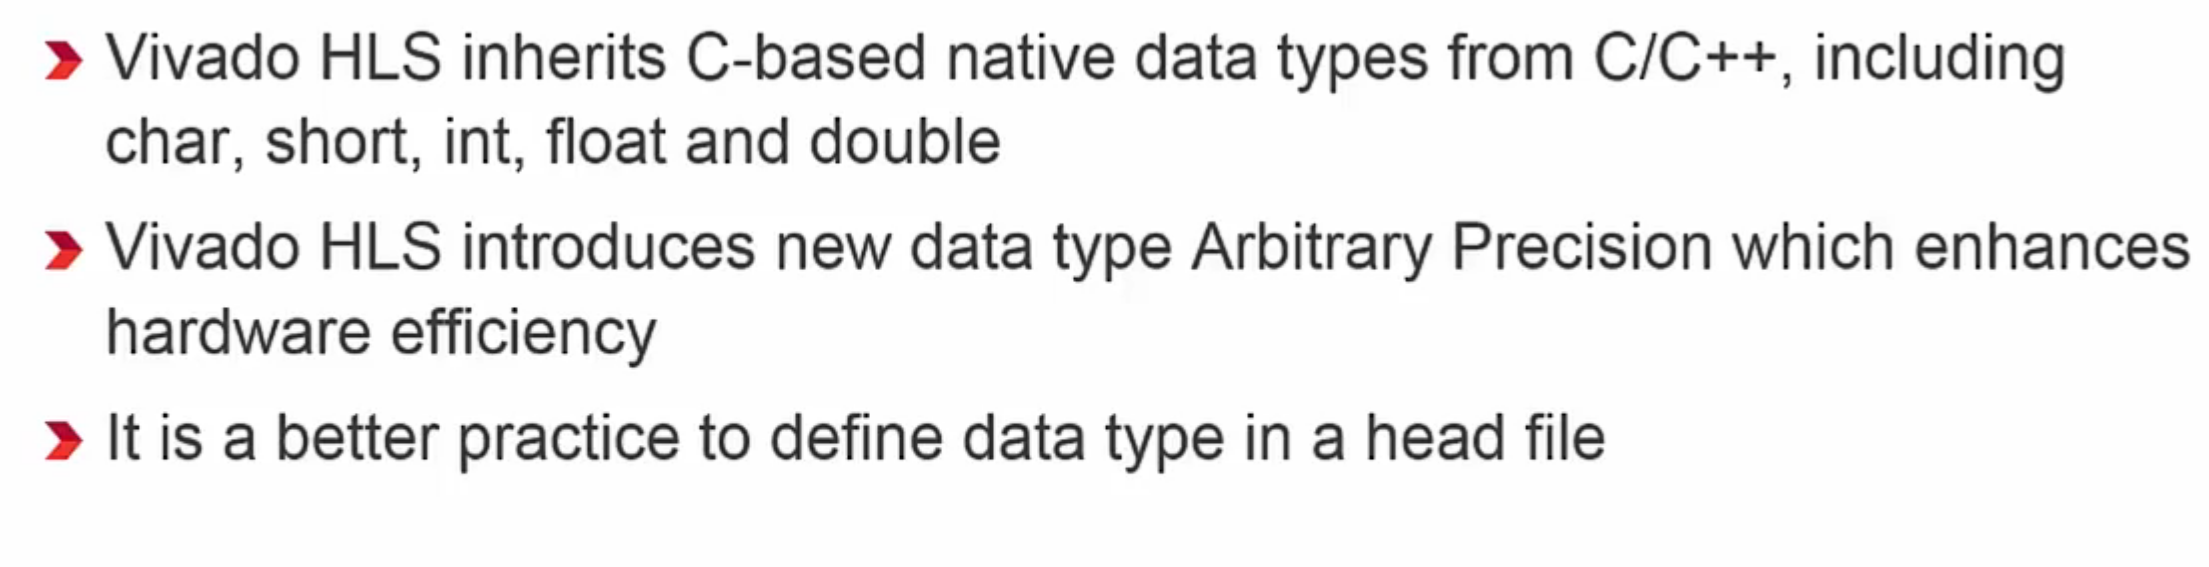 Vivado HLS inherits C-based native data types from C/C++, including
char, short, int, float and double
Vivado HLS introduces new data type Arbitrary Precision which enhances
hardware efficiency
It is a better practice to define data type in a head file